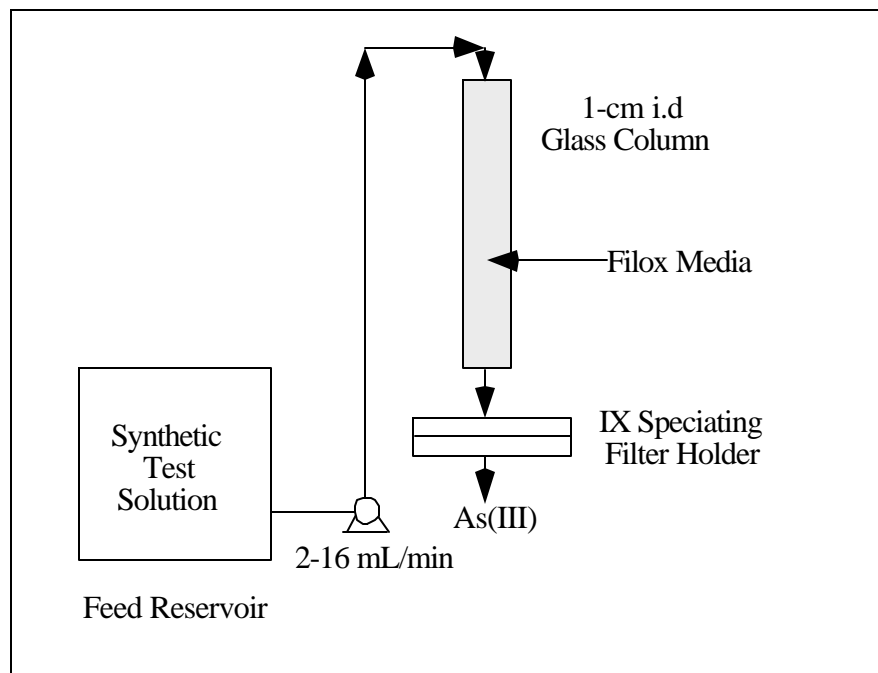 1-cm i.d
Glass Column
Filox Media
IX Speciating
Filter Holder
As(III)
Synthetic
Test
Solution
2-16 mL/min
Feed Reservoir